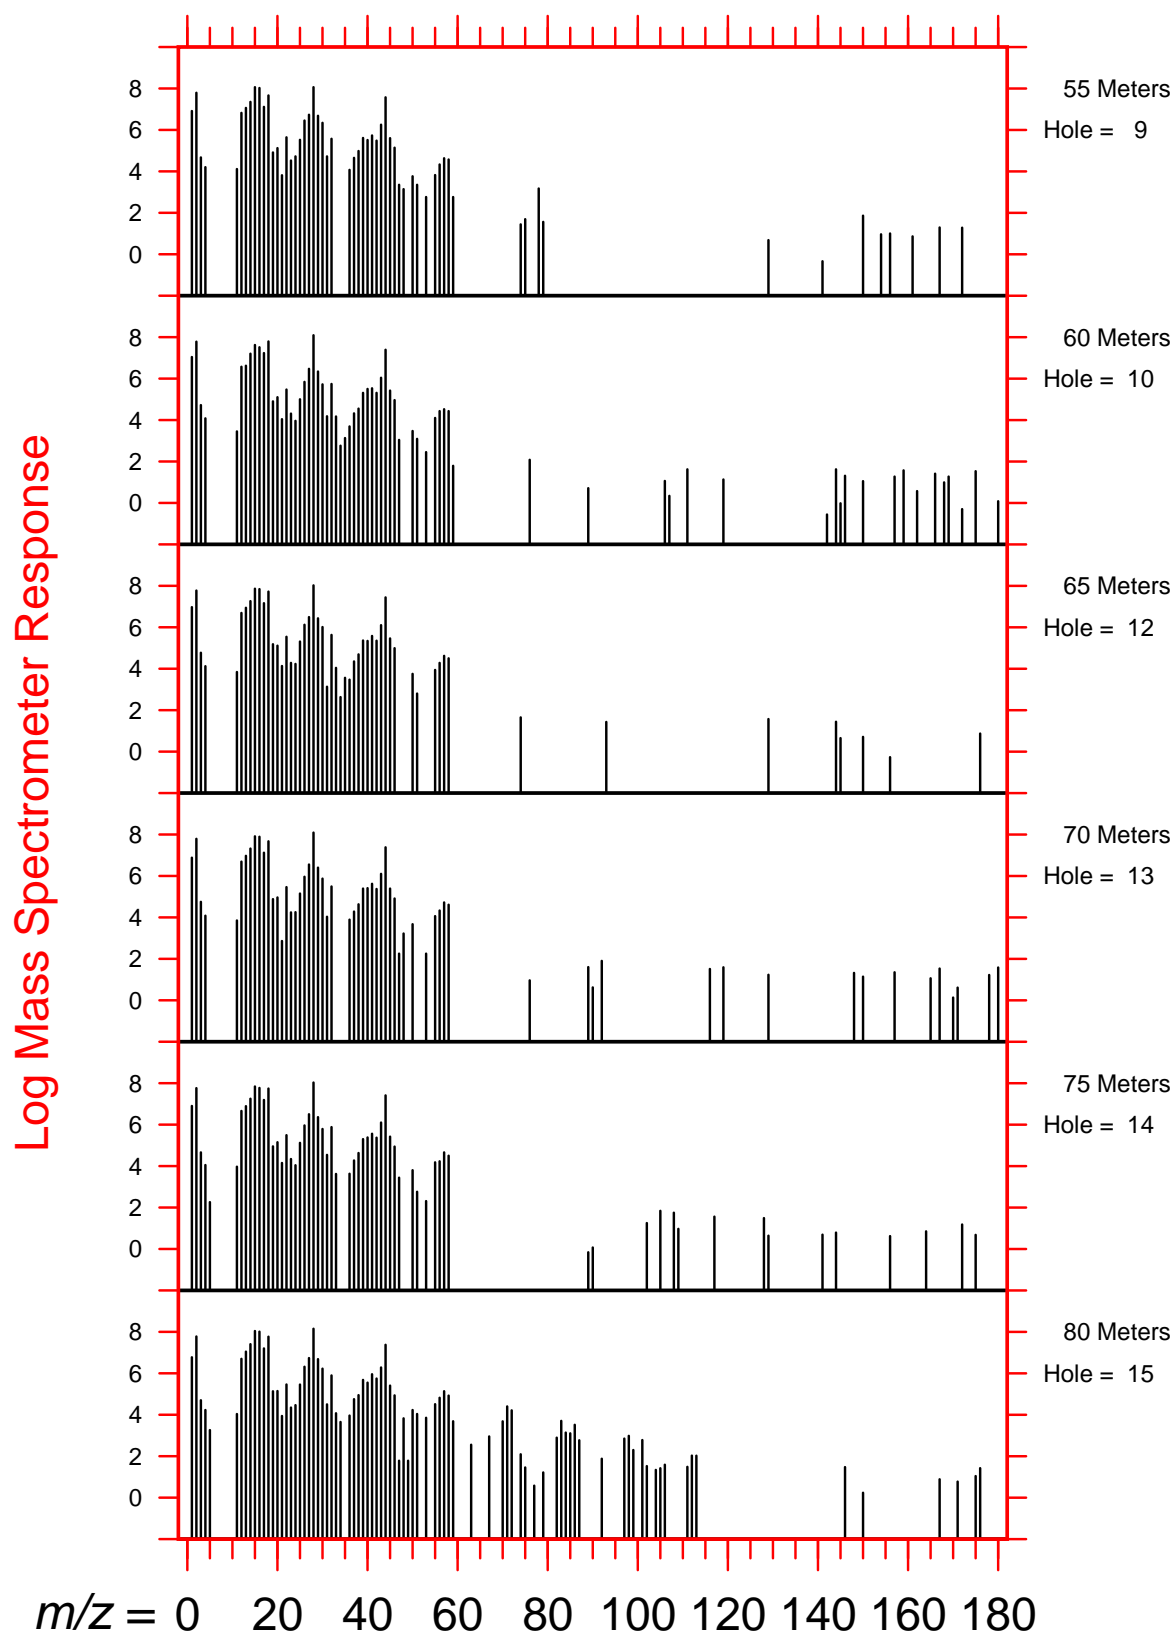 Log Mass Spectrometer Response
8
6
4
2
0
55 Meters
Hole = 9
8
6
4
2
0
60 Meters
Hole = 10
8
6
4
2
0
65 Meters
Hole = 12
8
6
4
2
0
70 Meters
Hole = 13
8
6
4
2
0
75 Meters
Hole = 14
8
6
4
2
0
80 Meters
Hole = 15
m/z = 0 20 40 60 80 100 120 140 160 180